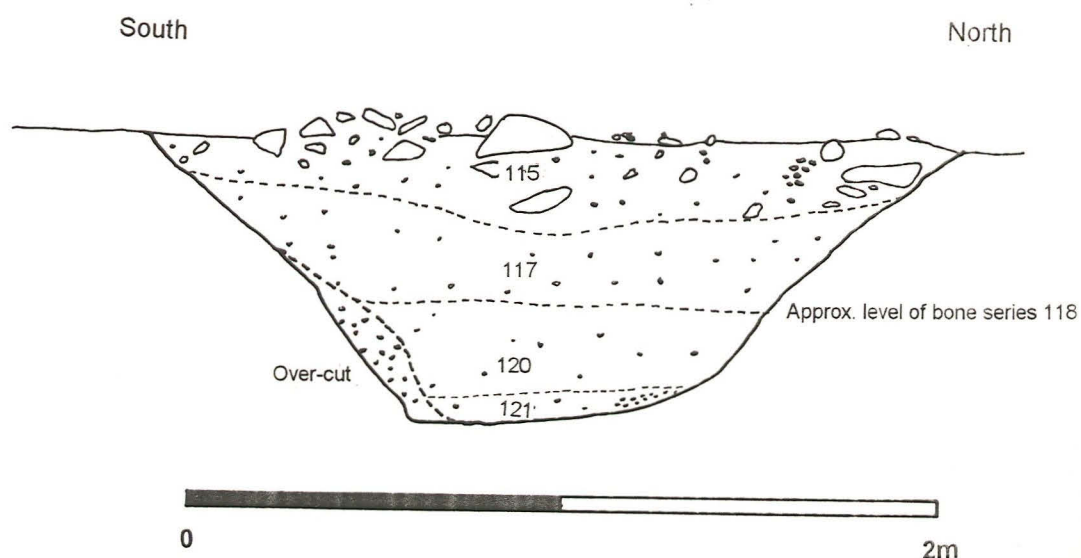 South
North
115
117
Approx. level of bone series 118
120
Over-cut
121
0
2m